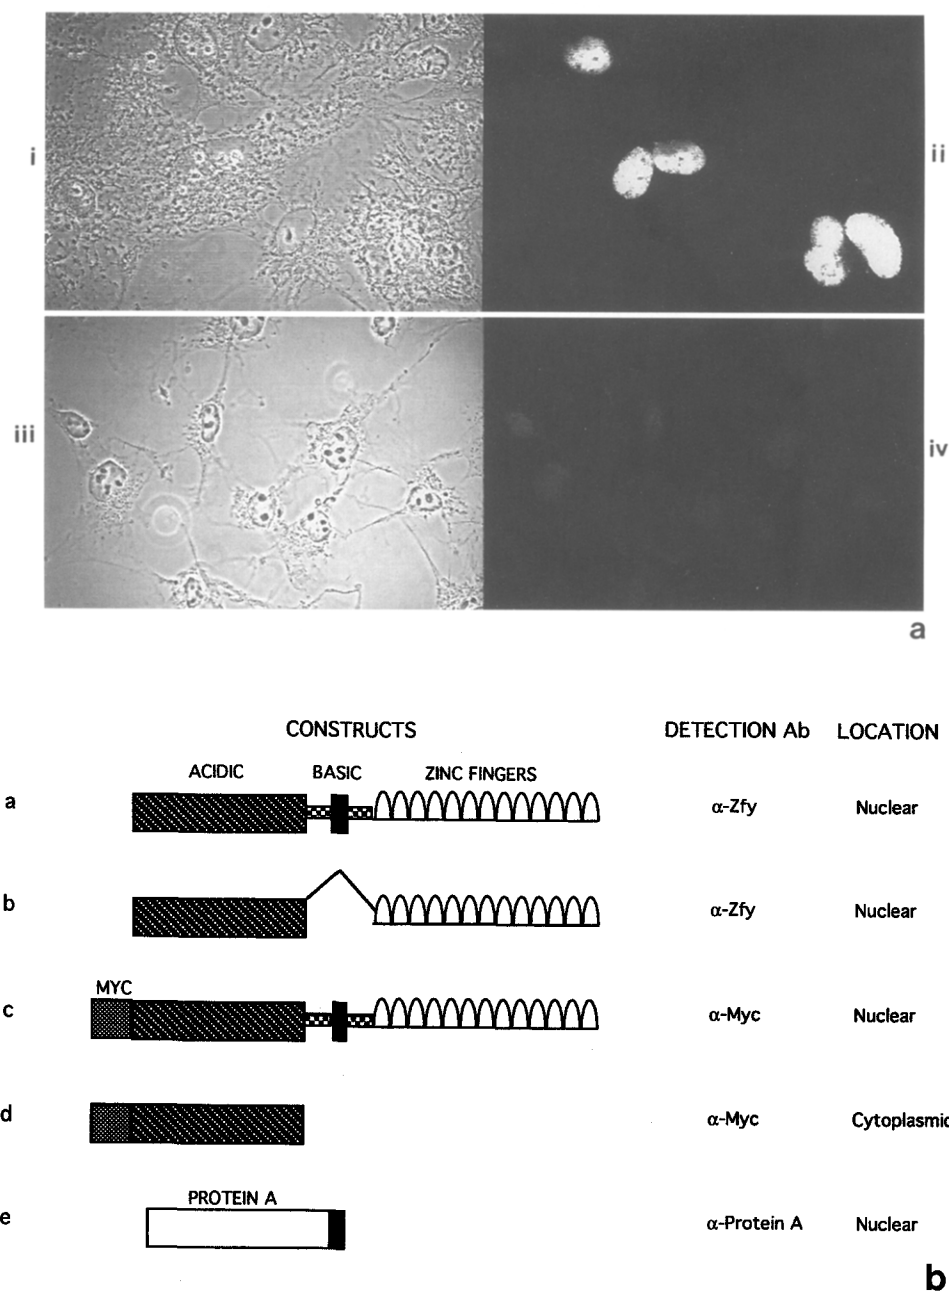 i
ii
iii
iv
a
CONSTRUCTS DETECTION Ab LOCATION
ACIDIC BASIC ZINC FINGERS
a α-Zfy Nuclear
b α-Zfy Nuclear
MYC
c α-Myc Nuclear
d α-Myc Cytoplasmic
PROTEIN A
e α-Protein A Nuclear
b